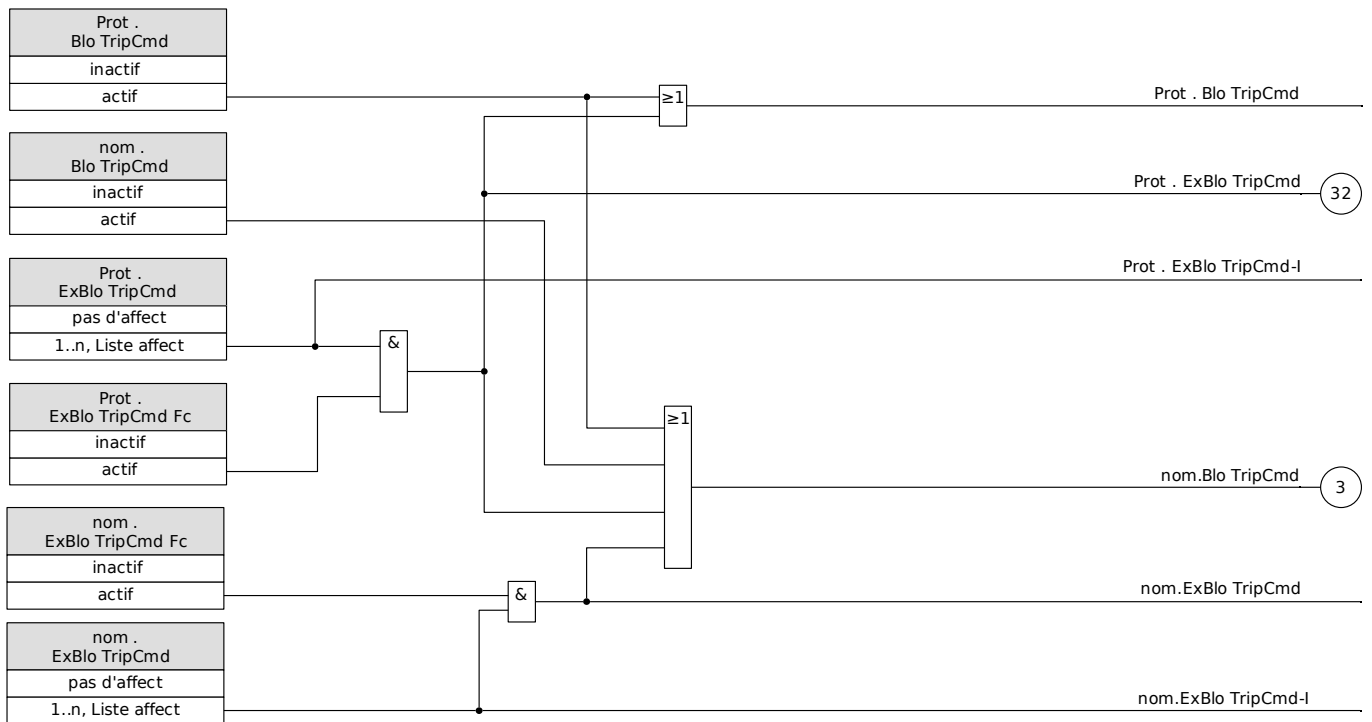 Prot .
Blo TripCmd
inactif
actif
nom .
Blo TripCmd
inactif
actif
Prot .
ExBlo TripCmd
pas d'affect
1..n, Liste affect
Prot .
ExBlo TripCmd Fc
inactif
actif
nom .
ExBlo TripCmd Fc
inactif
actif
nom .
ExBlo TripCmd
pas d'affect
1..n, Liste affect
&
&
≥1
≥1
Prot . Blo TripCmd
Prot . ExBlo TripCmd
32
Prot . ExBlo TripCmd-I
nom.Blo TripCmd
3
nom.ExBlo TripCmd
nom.ExBlo TripCmd-I